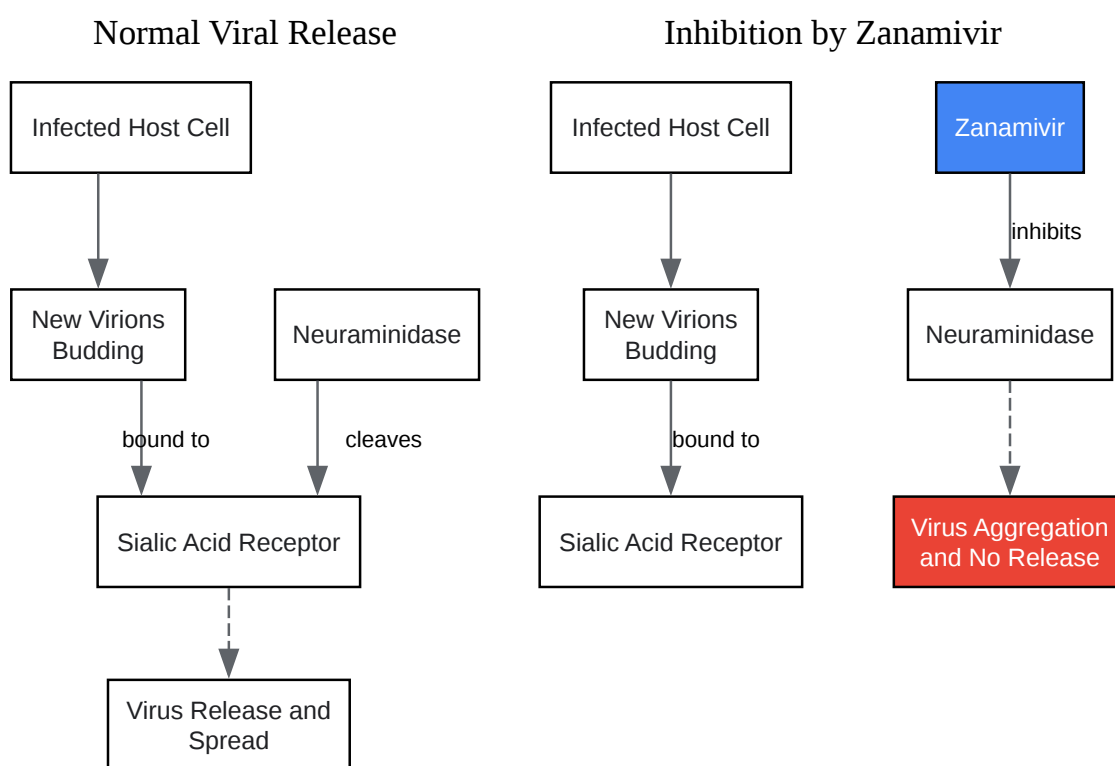 Normal Viral Release
Infected Host Cell
New Virions
Budding
Neuraminidase
bound to
cleaves
Sialic Acid Receptor
Virus Release and
Spread
Inhibition by Zanamivir
Infected Host Cell
Zanamivir
inhibits
New Virions
Budding
Neuraminidase
bound to
Sialic Acid Receptor
Virus Aggregation
and No Release